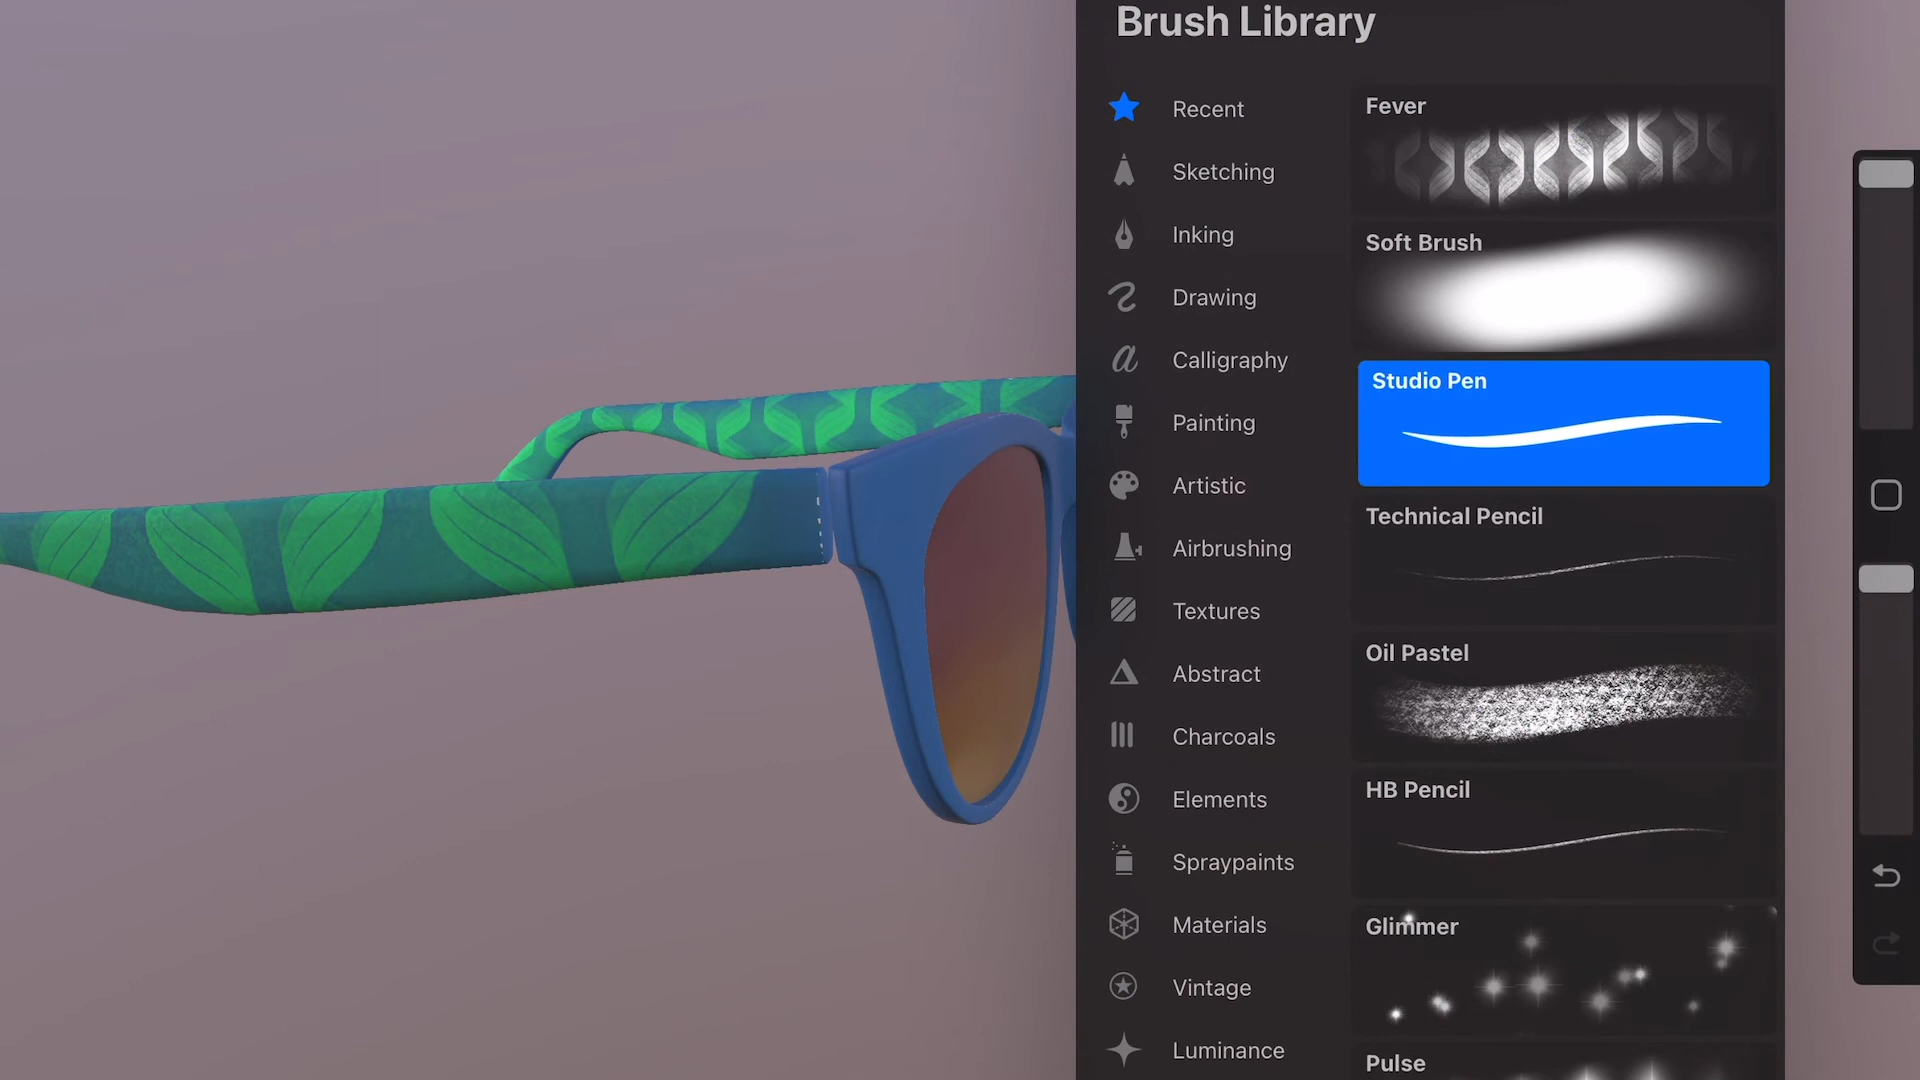 Brush Library
Recent
Sketching
Inking
Drawing
Calligraphy
Painting
Artistic
Airbrushing
Textures
Abstract
Charcoals
Elements
Spraypaints
Materials
Vintage
Luminance
Fever
Soft Brush
Studio Pen
Technical Pencil
Oil Pastel
HB Pencil
Glimmer
Pulse